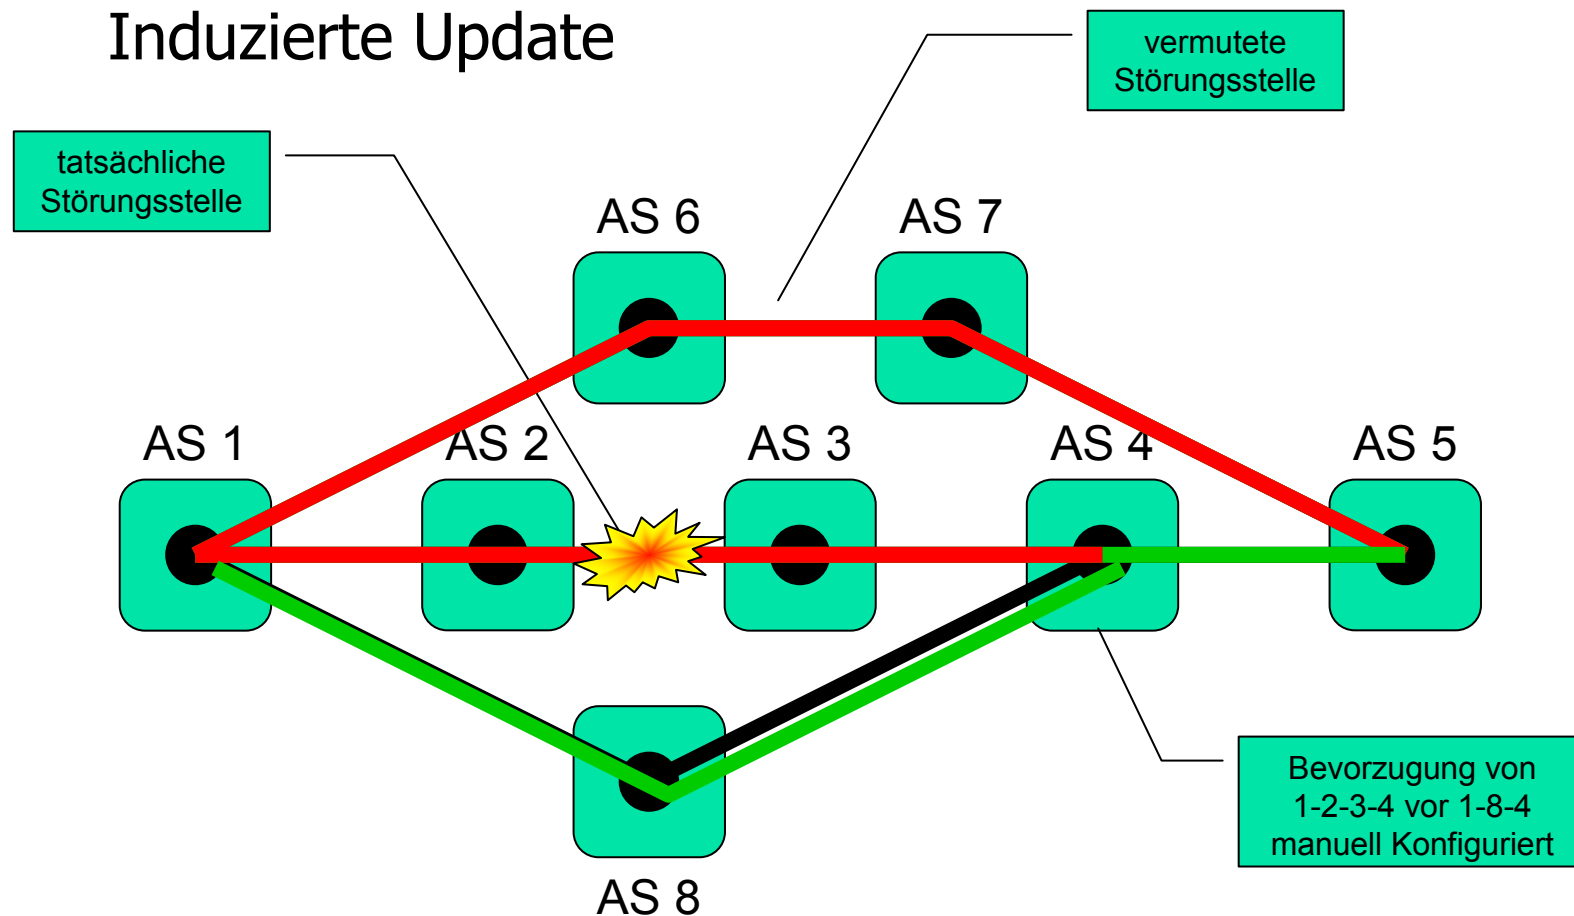 Induzierte Update
vermutete
Störungsstelle
tatsächliche
Störungsstelle
AS 6
AS 7
AS 1
AS 2
AS 3
AS 4
AS 5
Bevorzugung von
1-2-3-4 vor 1-8-4
manuell Konfiguriert
AS 8